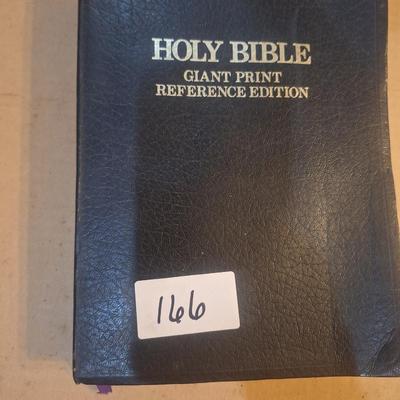 HOLY BIBLE
GIANT PRINT
REFERENCE EDITION
166